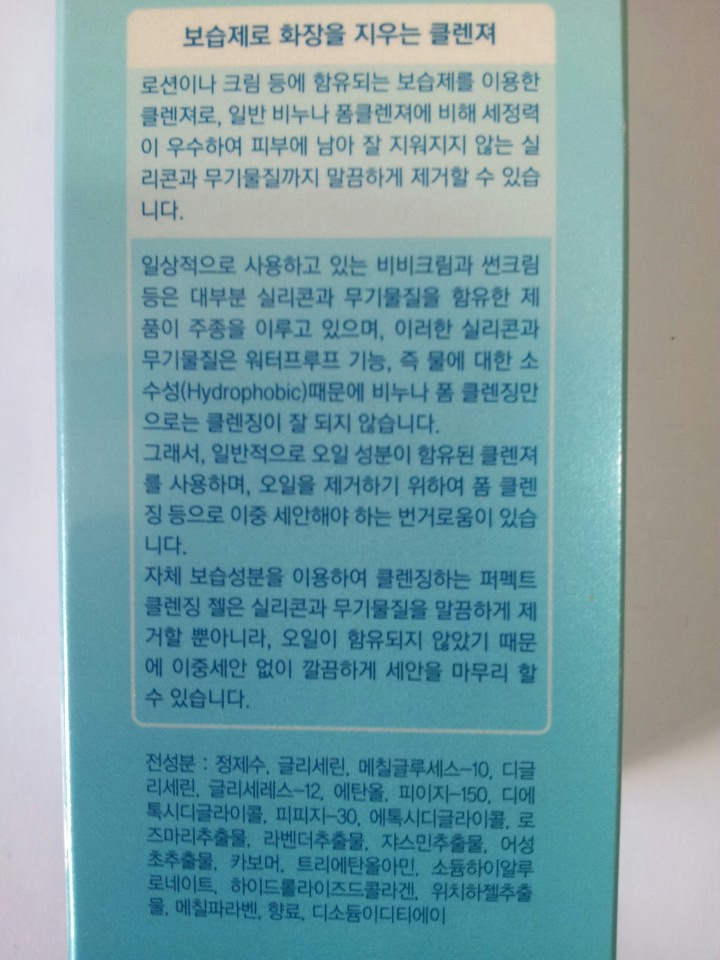 보습제로 화장을 지우는 클렌져
로션이나 크림 등에 함유되는 보습제를 이용한
클렌져로, 일반 비누나 폼클렌져에 비해 세정력
이 우수하여 피부에 남아 잘 지워지지 않는 실
리콘과 무기물질까지 말끔하게 제거할 수 있습
니다.
일상적으로 사용하고 있는 비비크림과 썬크림
등은 대부분 실리콘과 무기물질을 함유한 제
품이 주종을 이루고 있으며, 이러한 실리콘과
무기물질은 워터프루프 기능, 즉 물에 대한 소
수성(Hydrophobic)때문에 비누나 폼 클렌징만
으로는 클렌징이 잘 되지 않습니다.
그래서, 일반적으로 오일 성분이 함유된 클렌져
를 사용하며, 오일을 제거하기 위하여 폼 클렌
징 등으로 이중 세안해야 하는 번거로움이 있습
니다.
자체 보습성분을 이용하여 클렌징하는 퍼펙트
클렌징 젤은 실리콘과 무기물질을 말끔하게 제
거할 뿐아니라, 오일이 함유되지 않았기 때문
에 이중세안 없이 깔끔하게 세안을 마무리 할
수 있습니다.
전성분 : 정제수, 글리세린, 메칠글루세스-10, 디글
리세린, 글리세레스-12, 에탄올, 피이지-150, 디에
톡시디글라이콜, 피피지-30, 에톡시디글라이콜, 로
즈마리추출물, 라벤더추출물, 쟈스민추출물, 어성
초추출물, 카보머, 트리에탄올아민, 소듐하이알루
로네이트, 하이드롤라이즈드콜라겐, 위치하젤추출
물, 메칠파라벤, 향료, 디소듐이디티에이